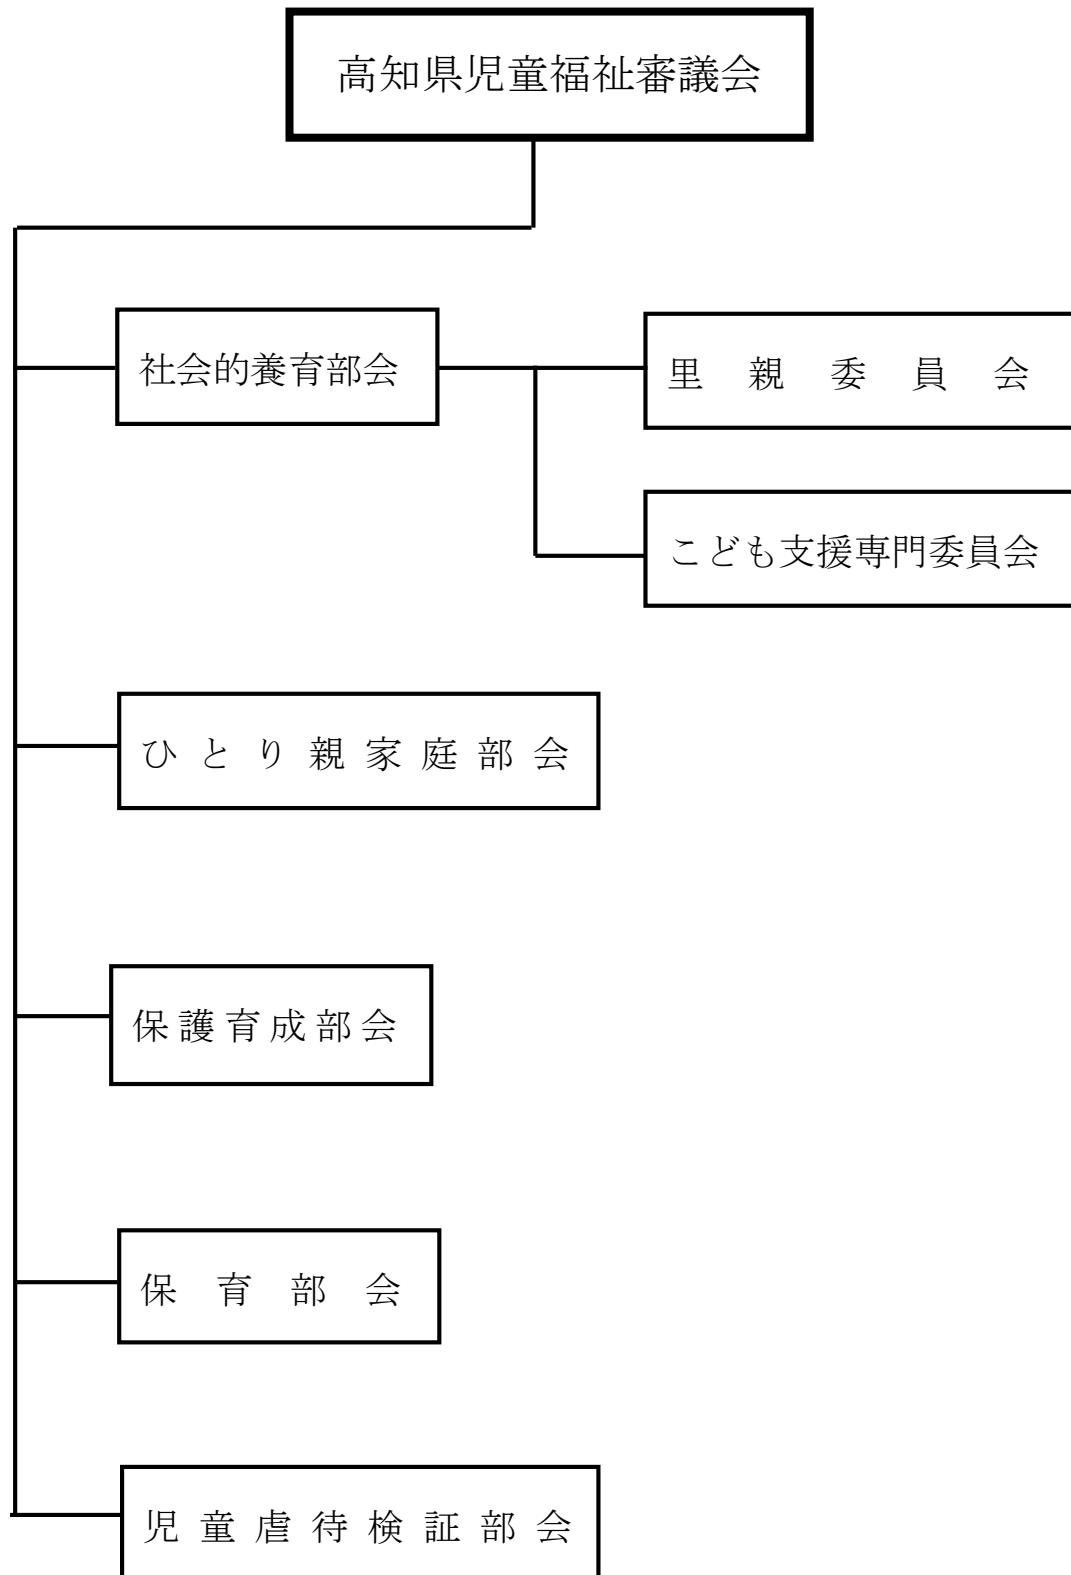 高知県児童福祉審議会
社会的養育部会
里親委員会
こども支援専門委員会
ひとり親家庭部会
保護育成部会
保育部会
児童虐待検証部会